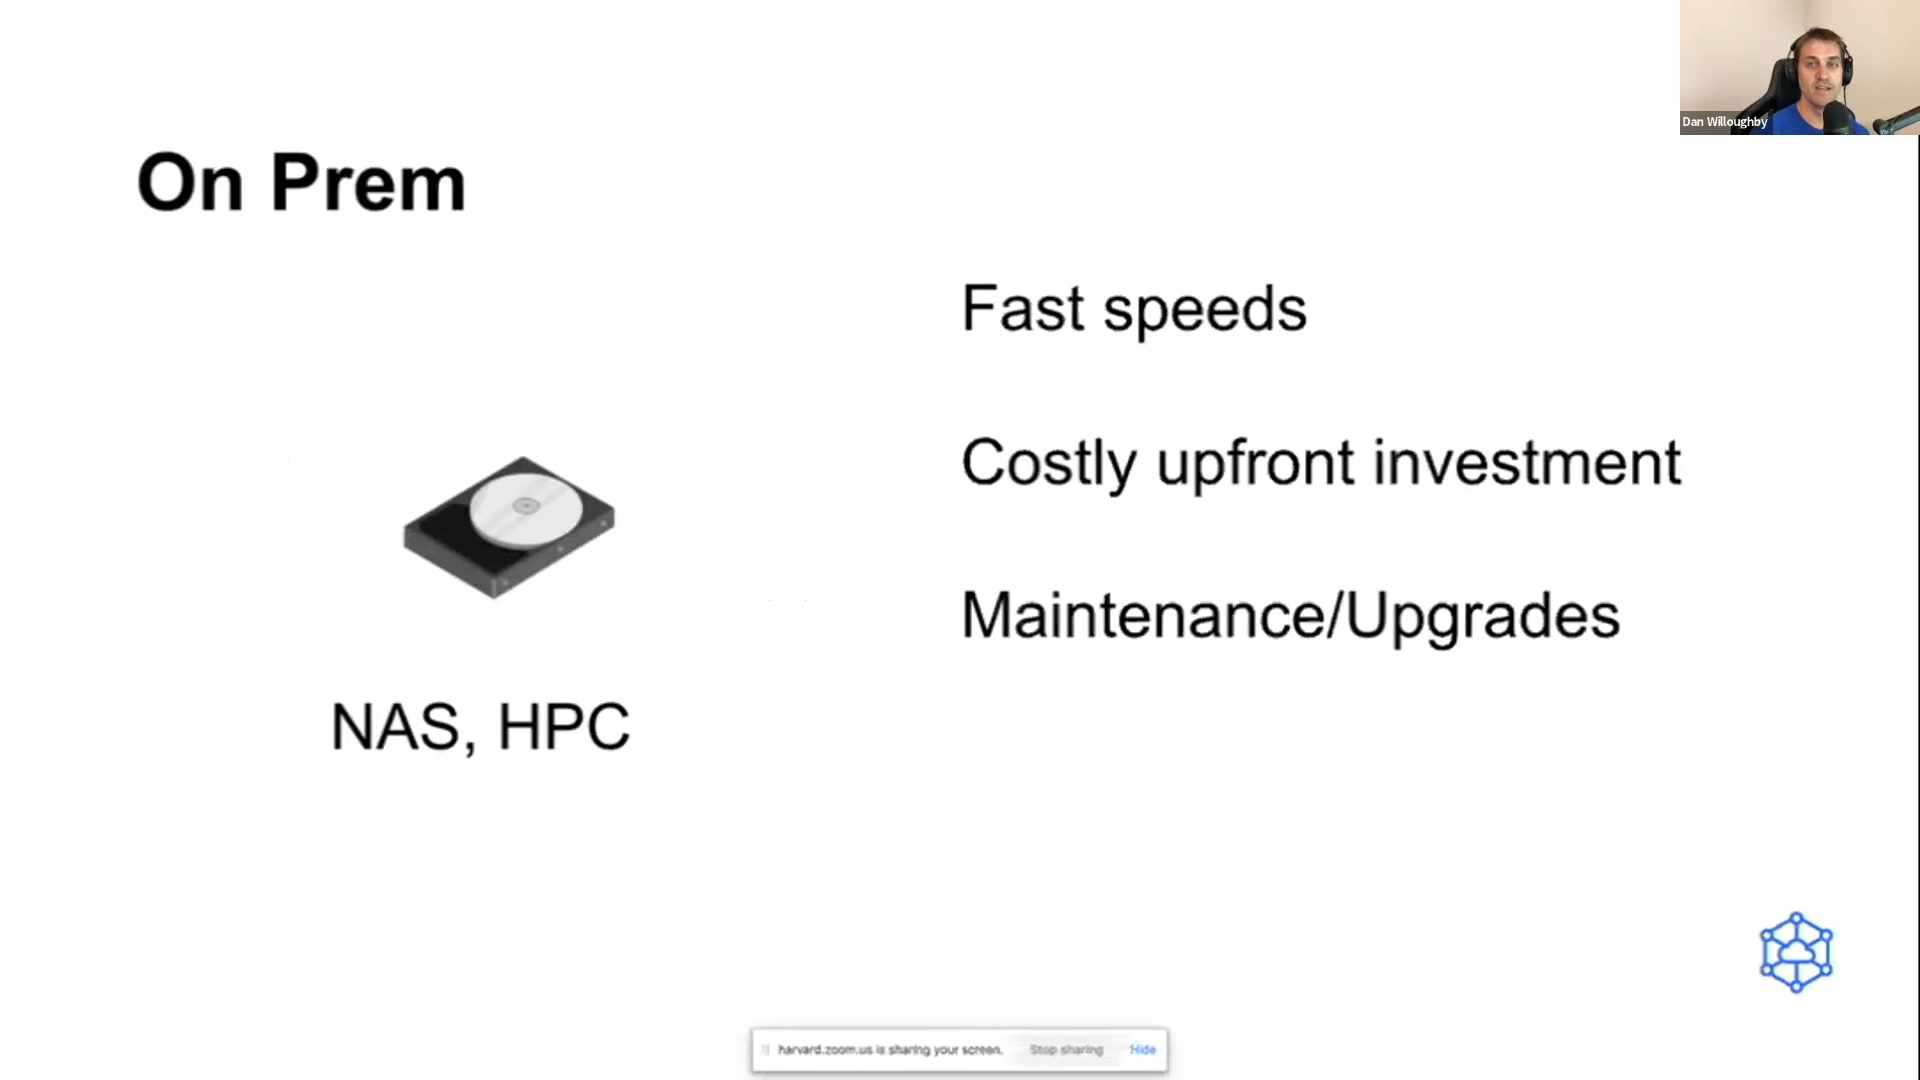 Dan Willoughby
On Prem
Fast speeds
Costly upfront investment
Maintenance/Upgrades
NAS, HPC
harvard.zoom.us is sharing your screen. Stop sharing Hide